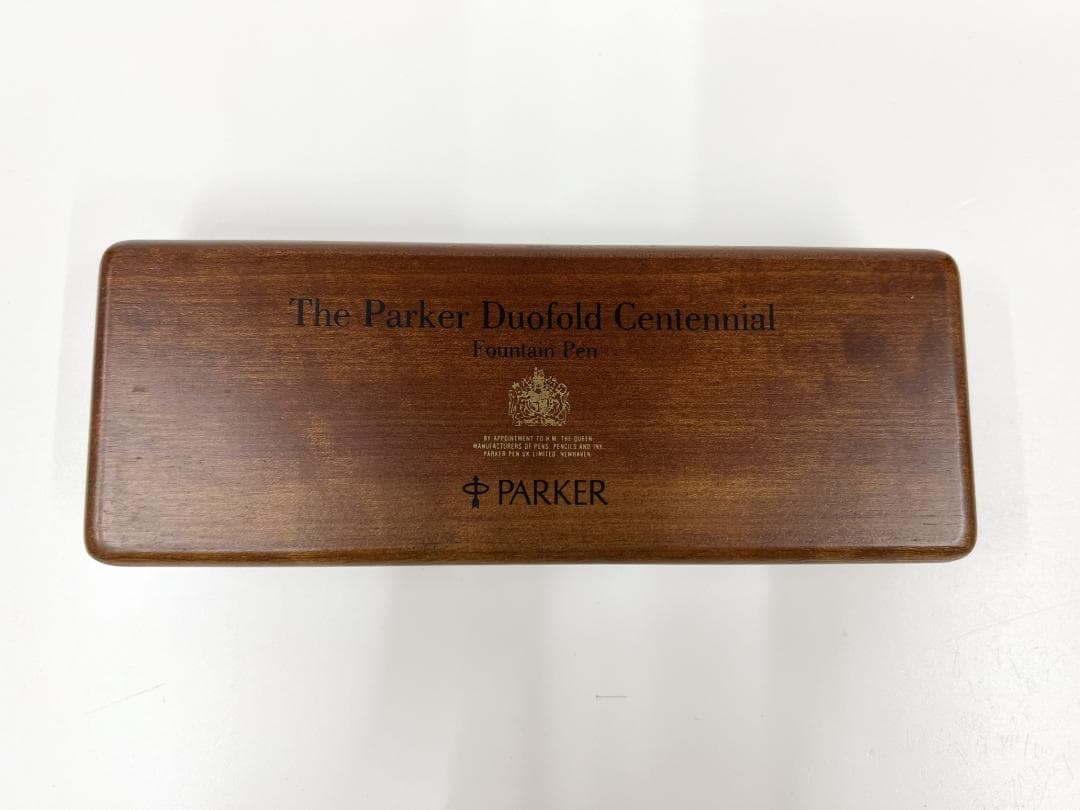 The Parker Duofold Centennial
Fountain Pen
BY APPOINTMENT TO H.M. THE QUEEN
MANUFACTURERS OF PENS, PENCILS AND INK
PARKER PEN UK LIMITED NEWHAVEN
PARKER